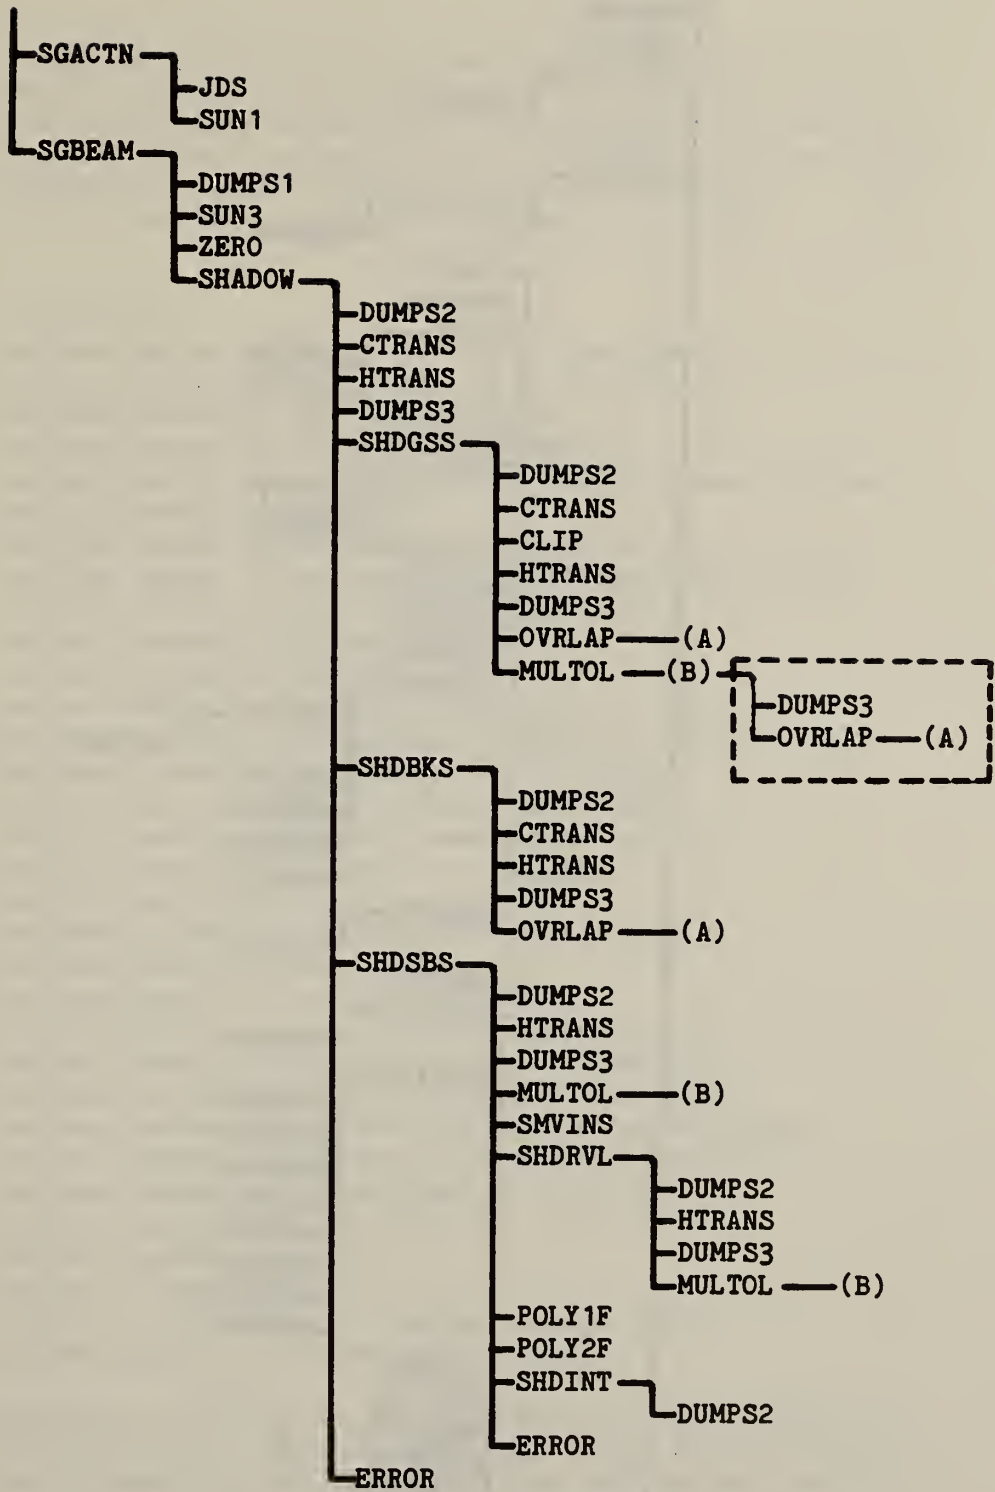 SGACTN
JDS
SUN1
SGBEAM
DUMPS1
SUN3
ZERO
SHADOW
DUMPS2
CTRANS
HTRANS
DUMPS3
SHDGSS
DUMPS2
CTRANS
CLIP
HTRANS
DUMPS3
OVRLAP (A)
MULTOL (B)
DUMPS3
OVRLAP (A)
SHDBKS
DUMPS2
CTRANS
HTRANS
DUMPS3
OVRLAP (A)
SHDSBS
DUMPS2
HTRANS
DUMPS3
MULTOL (B)
SMVINS
SHDRVL
DUMPS2
HTRANS
DUMPS3
MULTOL (B)
POLY1F
POLY2F
SHDINT
DUMPS2
ERROR
ERROR